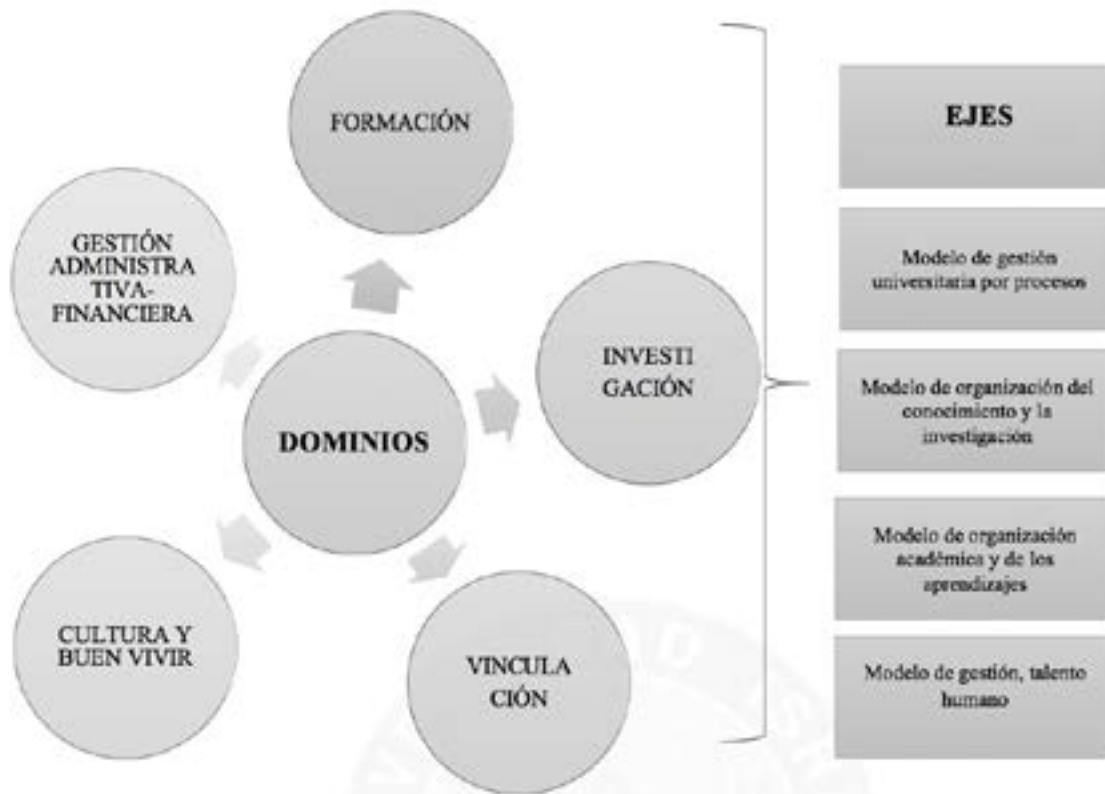 FORMACIÓN
GESTIÓN
ADMINISTRA
TIVA-
FINANCIERA
INVESTI
GACIÓN
DOMINIOS
CULTURA Y
BUEN VIVIR
VINCULA
CIÓN
EJES
Modelo de gestión
universitaria por procesos
Modelo de organización del
conocimiento y la
investigación
Modelo de organización
académica y de los
aprendizajes
Modelo de gestión, talento
humano